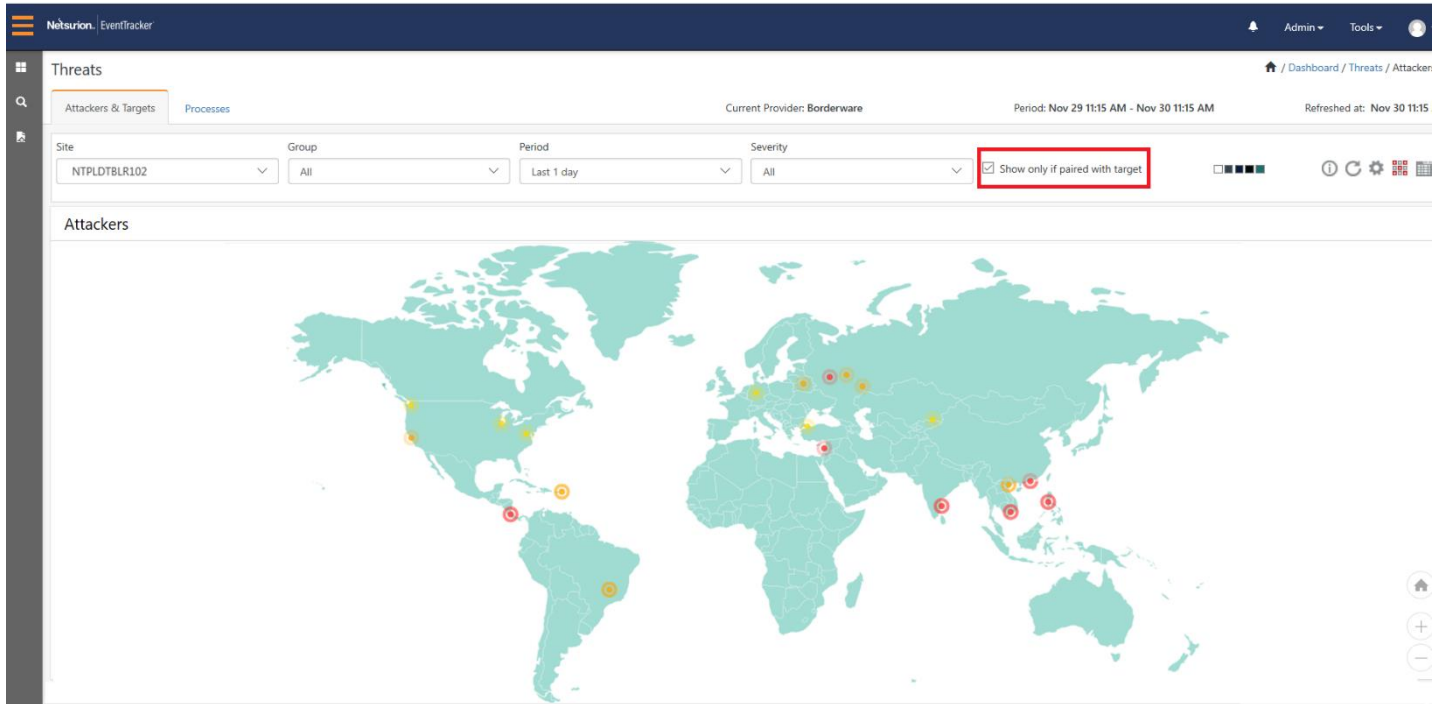 Netsurion. EventTracker
Admin Tools
Threats
/ Dashboard / Threats / Attackers
Attackers & Targets Processes Current Provider: Borderware Period: Nov 29 11:15 AM - Nov 30 11:15 AM Refreshed at: Nov 30 11:15
Site Group Period Severity
NTPLDTBLR102 All Last 1 day All Show only if paired with target
Attackers